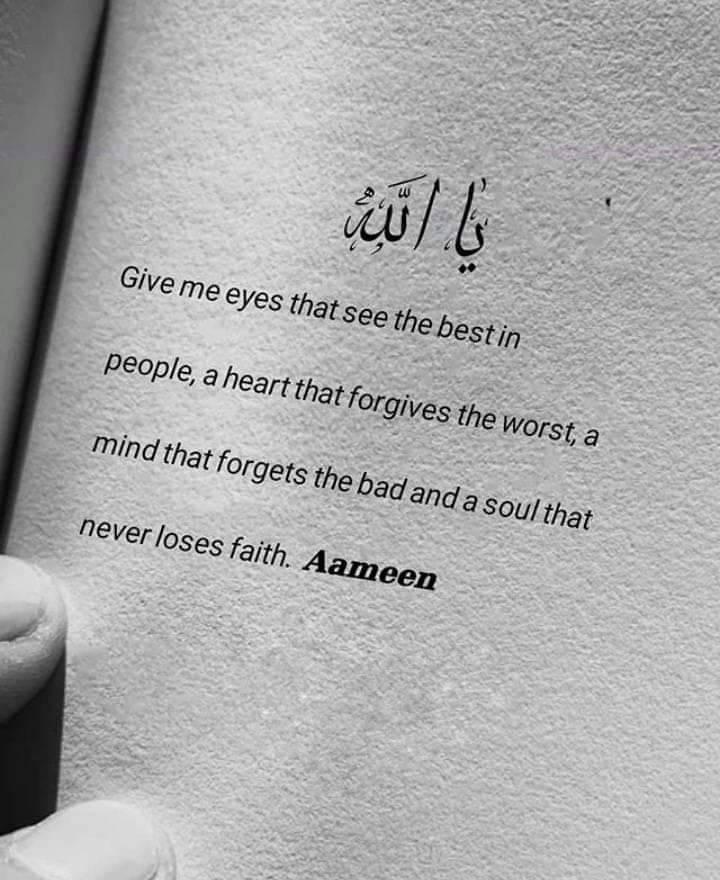 يَا اللَّهُ
Give me eyes that see the best in
people, a heart that forgives the worst, a
mind that forgets the bad and a soul that
never loses faith. Aameen